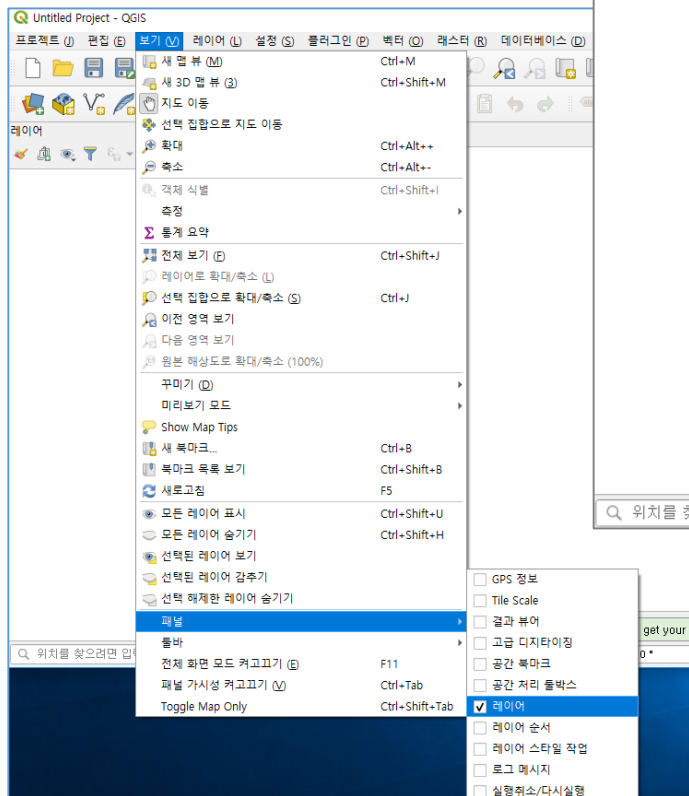 Untitled Project - QGIS
프로젝트 (J) 편집 (E) 보기 (V) 레이어 (L) 설정 (S) 플러그인 (P) 벡터 (O) 래스터 (R) 데이터베이스 (D)
레이어
새 맵 뷰 (M) Ctrl+M
새 3D 맵 뷰 (3) Ctrl+Shift+M
지도 이동
선택 집합으로 지도 이동
확대 Ctrl+Alt++
축소 Ctrl+Alt+-
객체 식별 Ctrl+Shift+I
측정
통계 요약
전체 보기 (F) Ctrl+Shift+J
레이어로 확대/축소 (L)
선택 집합으로 확대/축소 (S) Ctrl+J
이전 영역 보기
다음 영역 보기
원본 해상도로 확대/축소 (100%)
꾸미기 (D)
미리보기 모드
Show Map Tips
새 북마크... Ctrl+B
북마크 목록 보기 Ctrl+Shift+B
새로고침 F5
모든 레이어 표시 Ctrl+Shift+U
모든 레이어 숨기기 Ctrl+Shift+H
선택된 레이어 보기
선택된 레이어 감추기
선택 해제한 레이어 숨기기
패널
툴바
전체 화면 모드 켜고끄기 (E) F11
패널 가시성 켜고끄기 (V) Ctrl+Tab
Toggle Map Only Ctrl+Shift+Tab
GPS 정보
Tile Scale
결과 뷰어
고급 디지타이징
공간 북마크
공간 처리 툴박스
레이어
레이어 순서
레이어 스타일 작업
로그 메시지
실행취소/다시실행
위치를 찾으려면
위치를
get your